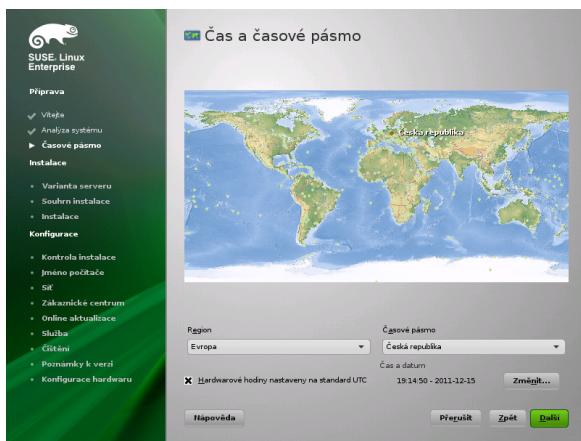 SUSE. Linux
Enterprise
Příprava
Vítejte
Analýza systému
Časové pásmo
Instalace
Varianta serveru
Souhrn instalace
Instalace
Konfigurace
Kontrola instalace
Jméno počítače
Síť
Zákaznické centrum
Online aktualizace
Služba
Čištění
Poznámky k verzi
Konfigurace hardwaru
Čas a časové pásmo
Česká republika
Region
Časové pásmo
Evropa
Česká republika
Čas a datum
Hardwarové hodiny nastaveny na standard UTC
19:14:50 - 2011-12-15
Změnit...
Nápověda
Přerušit
Zpět
Další